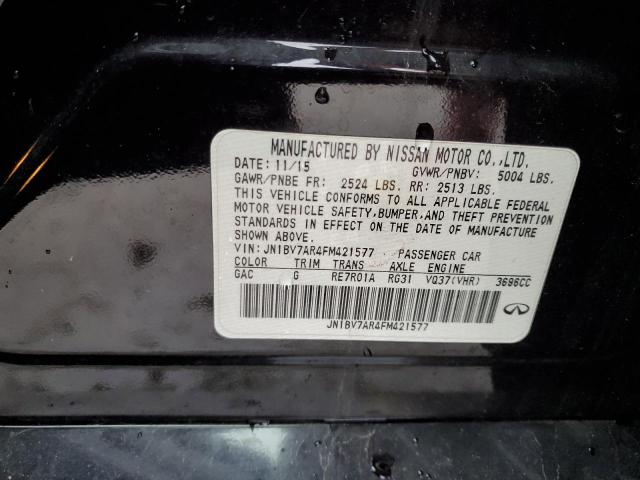 MANUFACTURED BY NISSAN MOTOR CO.,LTD.
DATE: 11/15 GVWR/PNBV: 5004 LBS.
GAWR/PNBE FR: 2524 LBS. RR: 2513 LBS.
THIS VEHICLE CONFORMS TO ALL APPLICABLE FEDERAL
MOTOR VEHICLE SAFETY,BUMPER,AND THEFT PREVENTION
STANDARDS IN EFFECT ON THE DATE OF MANUFACTURE
SHOWN ABOVE.
VIN: JN1BV7AR4FM421577 PASSENGER CAR
COLOR TRIM TRANS AXLE ENGINE
GAC G RE7R01A RG31 VQ37(VHR) 3696CC
JN1BV7AR4FM421577